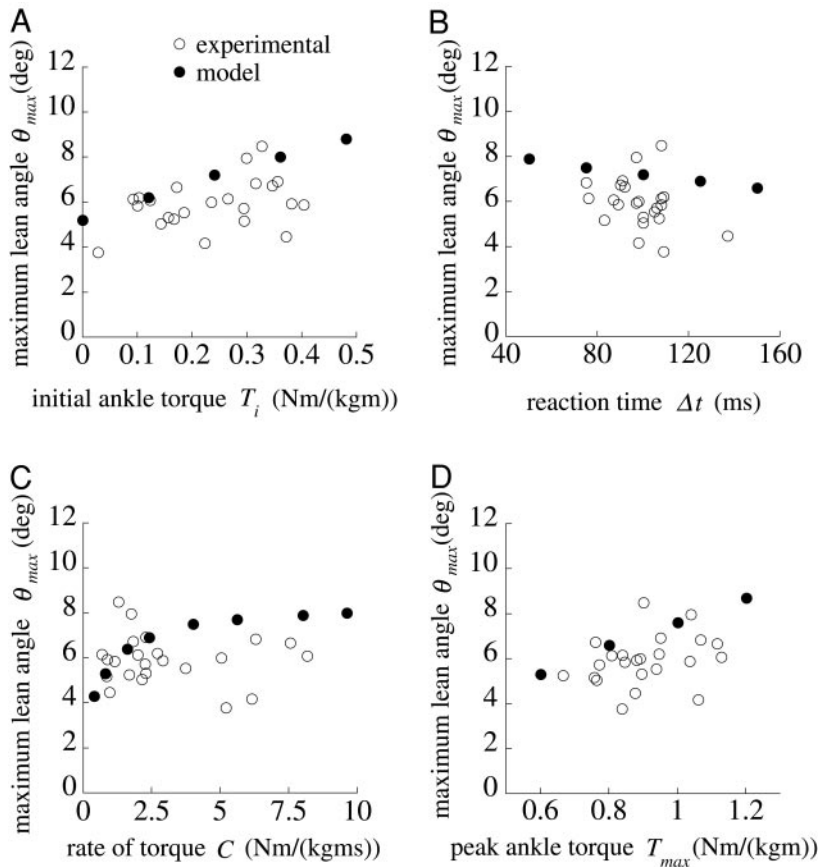 A
○ experimental
● model
maximum lean angle θmax(deg)
12
10
8
6
4
2
0
0 0.1 0.2 0.3 0.4 0.5
initial ankle torque Ti (Nm/(kgm))
B
maximum lean angle θmax(deg)
12
10
8
6
4
2
0
40 80 120 160
reaction time Δt (ms)
C
maximum lean angle θmax(deg)
12
10
8
6
4
2
0
0 2.5 5 7.5 10
rate of torque C (Nm/(kgms))
D
maximum lean angle θmax(deg)
12
10
8
6
4
2
0
0.6 0.8 1 1.2
peak ankle torque Tmax(Nm/(kgm))